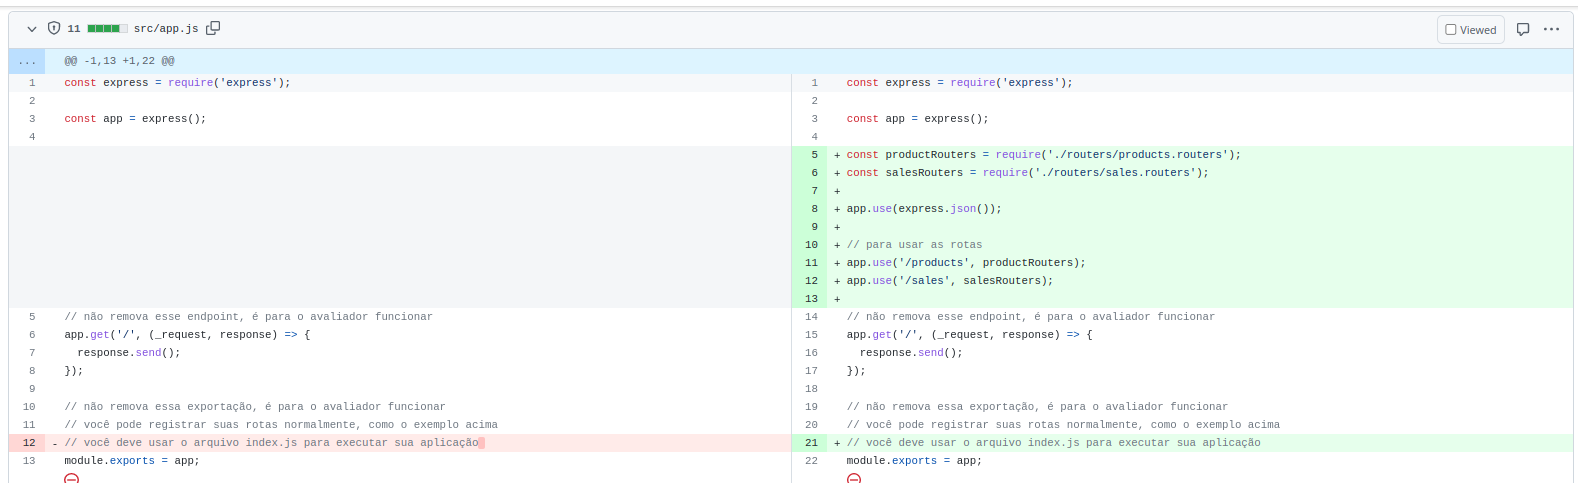 11 src/app.js Viewed
... @@ -1,13 +1,22 @@
1 const express = require('express');
2
3 const app = express();
4
5 // não remova esse endpoint, é para o avaliador funcionar
6 app.get('/', (_request, response) => {
7 response.send();
8 });
9
10 // não remova essa exportação, é para o avaliador funcionar
11 // você pode registrar suas rotas normalmente, como o exemplo acima
12 - // você deve usar o arquivo index.js para executar sua aplicação
13 module.exports = app;
1 const express = require('express');
2
3 const app = express();
4
5 + const productRouters = require('./routers/products.routers');
6 + const salesRouters = require('./routers/sales.routers');
7 +
8 + app.use(express.json());
9 +
10 + // para usar as rotas
11 + app.use('/products', productRouters);
12 + app.use('/sales', salesRouters);
13 +
14 // não remova esse endpoint, é para o avaliador funcionar
15 app.get('/', (_request, response) => {
16 response.send();
17 });
18
19 // não remova essa exportação, é para o avaliador funcionar
20 // você pode registrar suas rotas normalmente, como o exemplo acima
21 + // você deve usar o arquivo index.js para executar sua aplicação
22 module.exports = app;